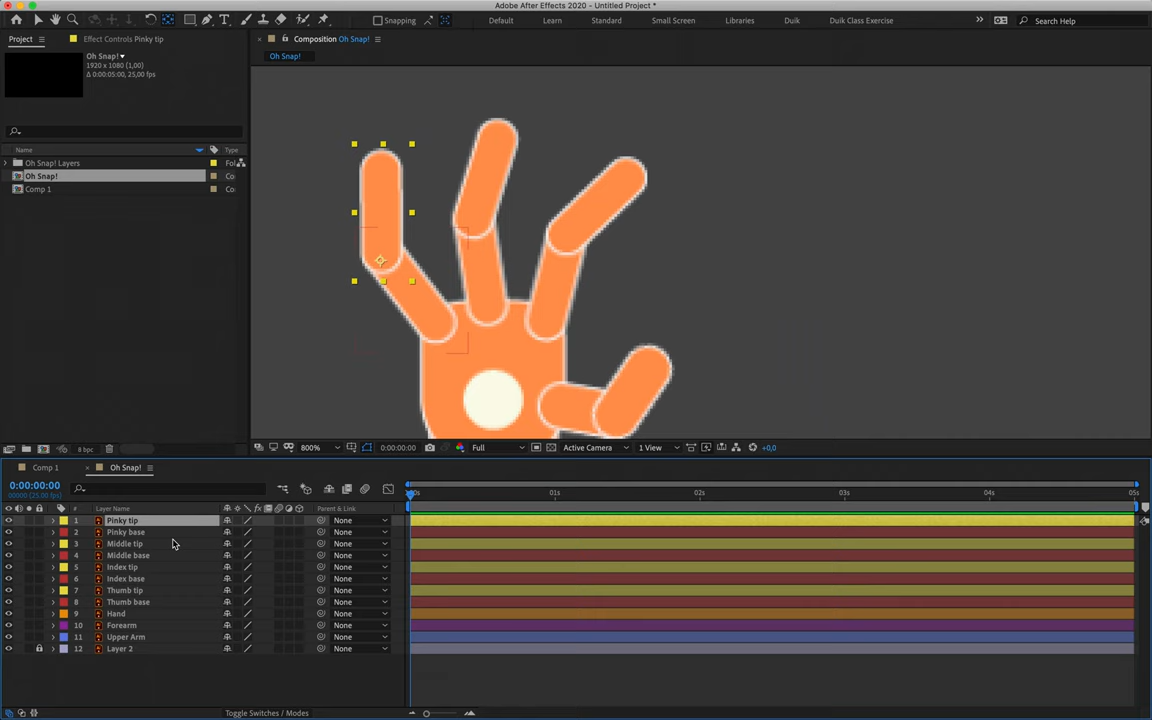 Adobe After Effects 2020 - Untitled Project *
Snapping
Default
Learn
Standard
Small Screen
Libraries
Duik
Duik Class Exercise
Search Help
Project
Effect Controls Pinky tip
Composition Oh Snap!
Oh Snap!
1920 x 1080 (1,00)
Δ 0:00:05:00, 25,00 fps
Oh Snap!
Name
Type
Oh Snap! Layers
Fol
Oh Snap!
Co
Comp 1
Co
8 bpc
800%
0:00:00:00
Full
Active Camera
1 View
+0,0
Comp 1
Oh Snap!
0:00:00:00
00000 (25.00 fps)
01s
02s
03s
04s
05s
#
Layer Name
Parent & Link
1 Pinky tip None
2 Pinky base None
3 Middle tip None
4 Middle base None
5 Index tip None
6 Index base None
7 Thumb tip None
8 Thumb base None
9 Hand None
10 Forearm None
11 Upper Arm None
12 Layer 2 None
Toggle Switches / Modes